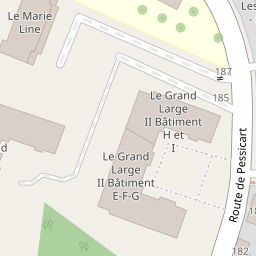 Le Marie
Line
187
185
Les
Le Grand
Large
II Bâtiment
H et
I
Le Grand
Large
II Bâtiment
E-F-G
d
Route de Pessicart
182